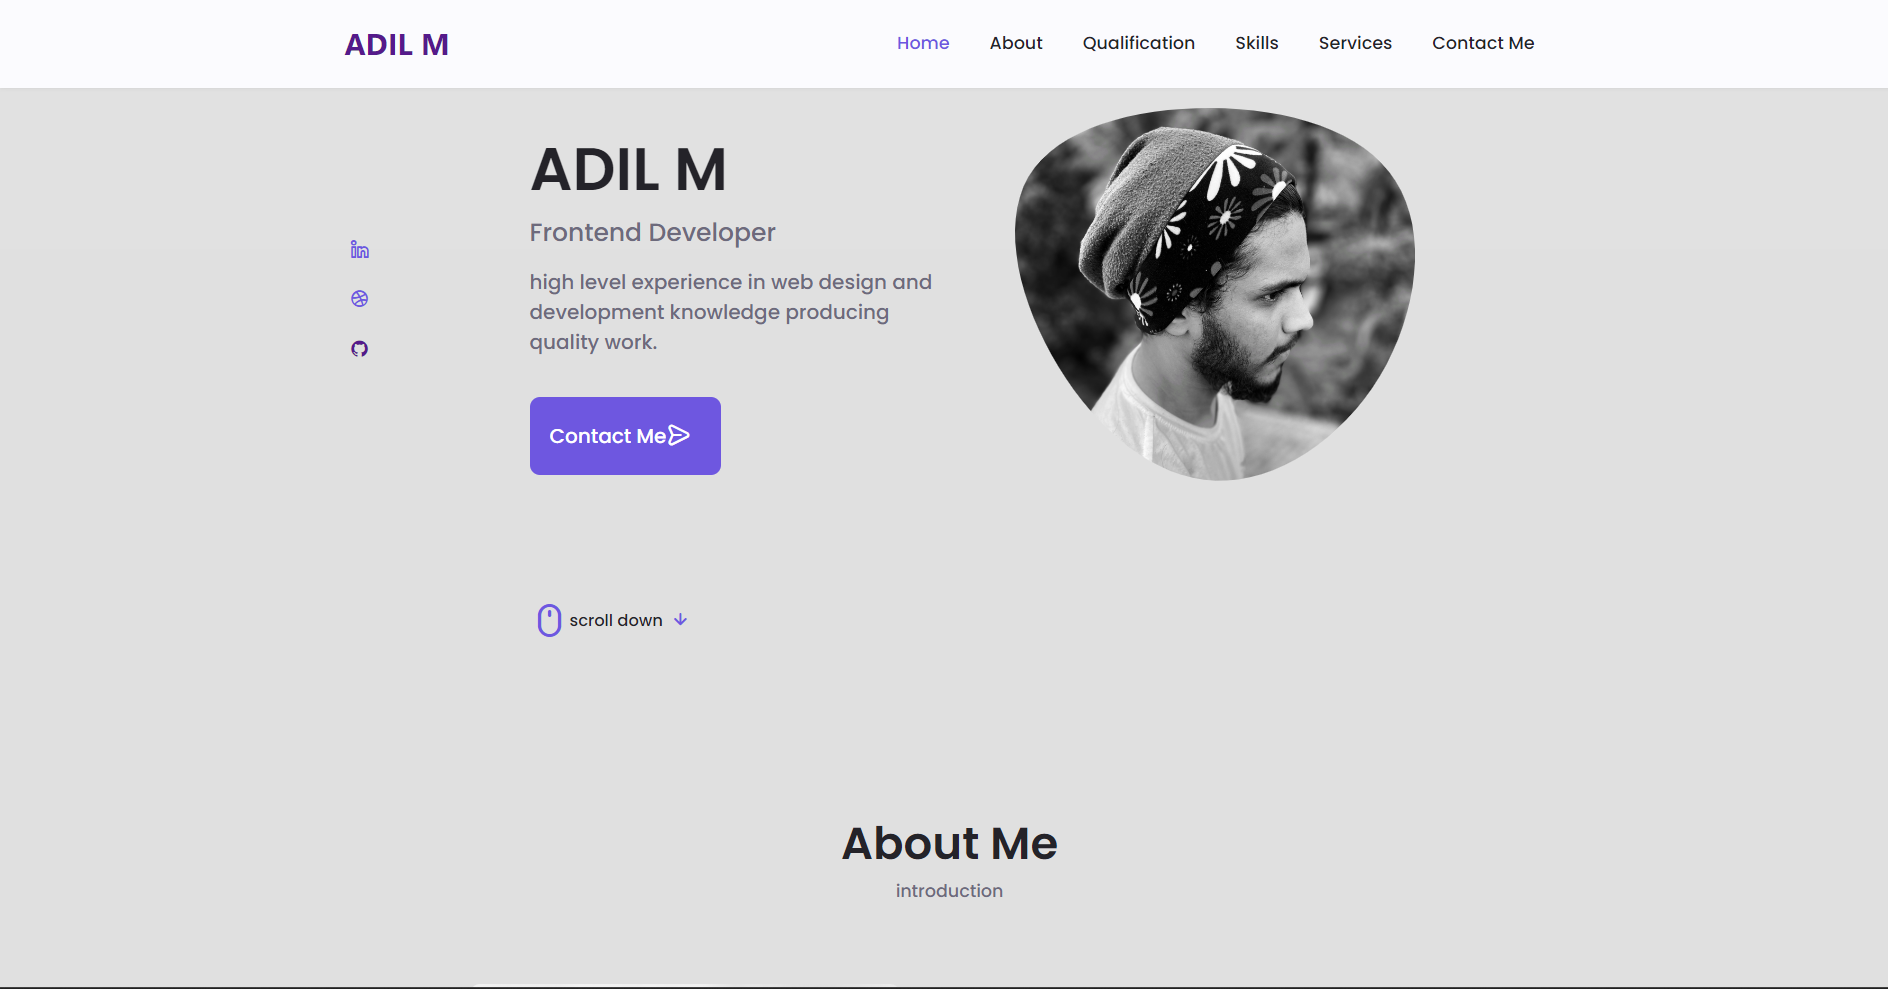 ADIL M
Home About Qualification Skills Services Contact Me
ADIL M
Frontend Developer
high level experience in web design and
development knowledge producing
quality work.
Contact Me
scroll down
About Me
introduction